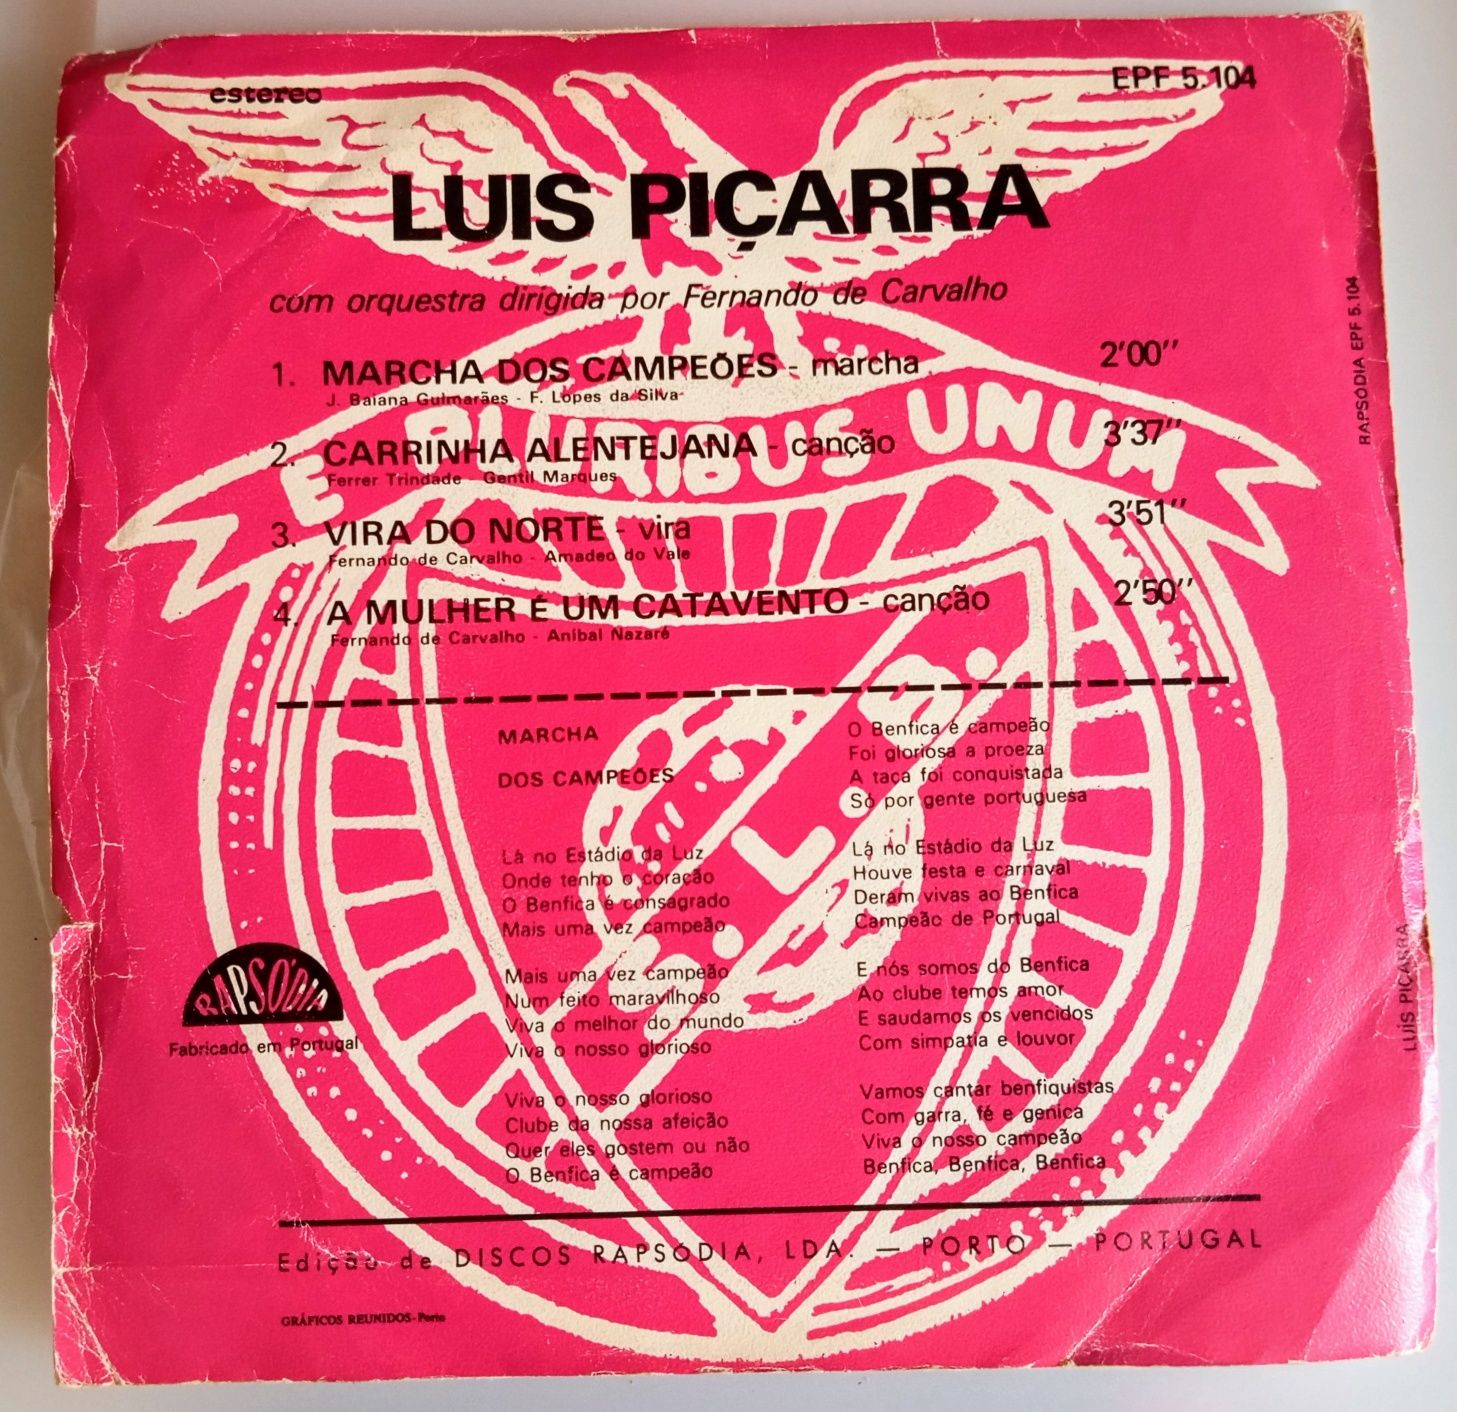 estereo
EPF 5.104
LUIS PIÇARRA
com orquestra dirigida por Fernando de Carvalho
1. MARCHA DOS CAMPEÕES - marcha 2'00''
J. Baiana Guimarães - F. Lopes da Silva
2. CARRINHA ALENTEJANA - canção 3'37''
Ferrer Trindade - Gentil Marques
3. VIRA DO NORTE - vira 3'51''
Fernando de Carvalho - Amadeo do Vale
4. A MULHER É UM CATAVENTO - canção 2'50''
Fernando de Carvalho - Anibal Nazaré
E PLURIBUS UNUM
S. L. B.
MARCHA
DOS CAMPEÕES
Lá no Estádio da Luz
Onde tenho o coração
O Benfica é consagrado
Mais uma vez campeão
Mais uma vez campeão
Num feito maravilhoso
Viva o melhor do mundo
Viva o nosso glorioso
Viva o nosso glorioso
Clube da nossa afeição
Quer eles gostem ou não
O Benfica é campeão
O Benfica é campeão
Foi gloriosa a proeza
A taça foi conquistada
Só por gente portuguesa
Lá no Estádio da Luz
Houve festa e carnaval
Deram vivas ao Benfica
Campeão de Portugal
E nós somos do Benfica
Ao clube temos amor
E saudamos os vencidos
Com simpatia e louvor
Vamos cantar benfiquistas
Com garra, fé e genica
Viva o nosso campeão
Benfica, Benfica, Benfica
RAPSÓDIA
Fabricado em Portugal
Edição de DISCOS RAPSÓDIA, LDA. — PORTO — PORTUGAL
GRÁFICOS REUNIDOS-Porto
RAPSÓDIA EPF 5.104
LUÍS PIÇARRA